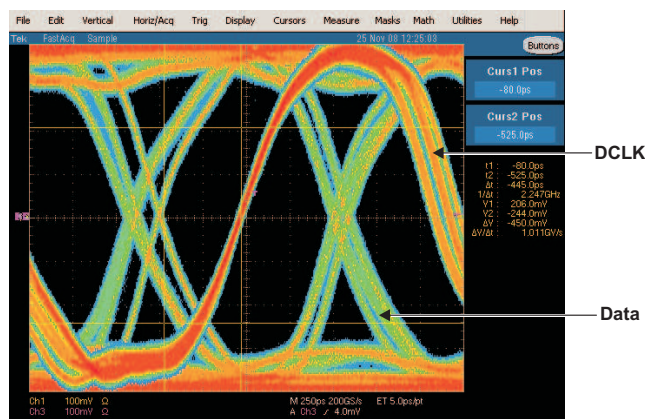 File Edit Vertical Horiz/Acq Trig Display Cursors Measure Masks Math Utilities Help
Tek FastAcq Sample 25 Nov 08 12:25:03
Buttons
Curs1 Pos
-80.0ps
Curs2 Pos
-525.0ps
DCLK
t1 : -80.0ps
t2 : -525.0ps
Δt : -445.0ps
1/Δt : 2.247GHz
V1 : 206.0mV
V2 : -244.0mV
ΔV : -450.0mV
ΔV/Δt : 1.011GV/s
Data
Ch1 100mV Ω M 250ps 200GS/s ET 5.0ps/pt
Ch3 100mV Ω A Ch3 ∕ 4.0mV